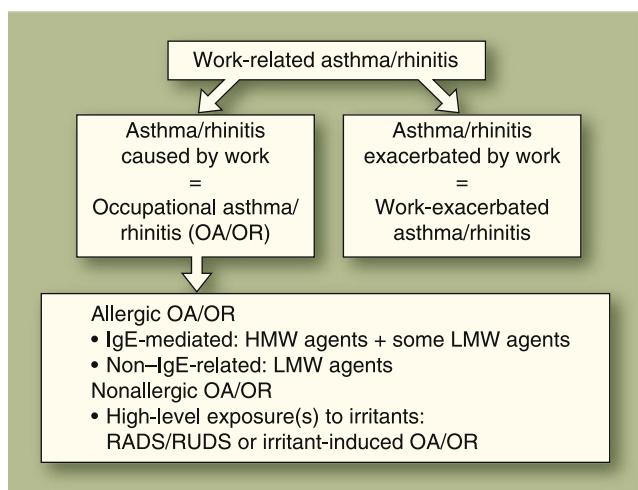 Work-related asthma/rhinitis
Asthma/rhinitis
caused by work
=
Occupational asthma/
rhinitis (OA/OR)
Asthma/rhinitis
exacerbated by work
=
Work-exacerbated
asthma/rhinitis
Allergic OA/OR
• IgE-mediated: HMW agents + some LMW agents
• Non–IgE-related: LMW agents
Nonallergic OA/OR
• High-level exposure(s) to irritants:
RADS/RUDS or irritant-induced OA/OR